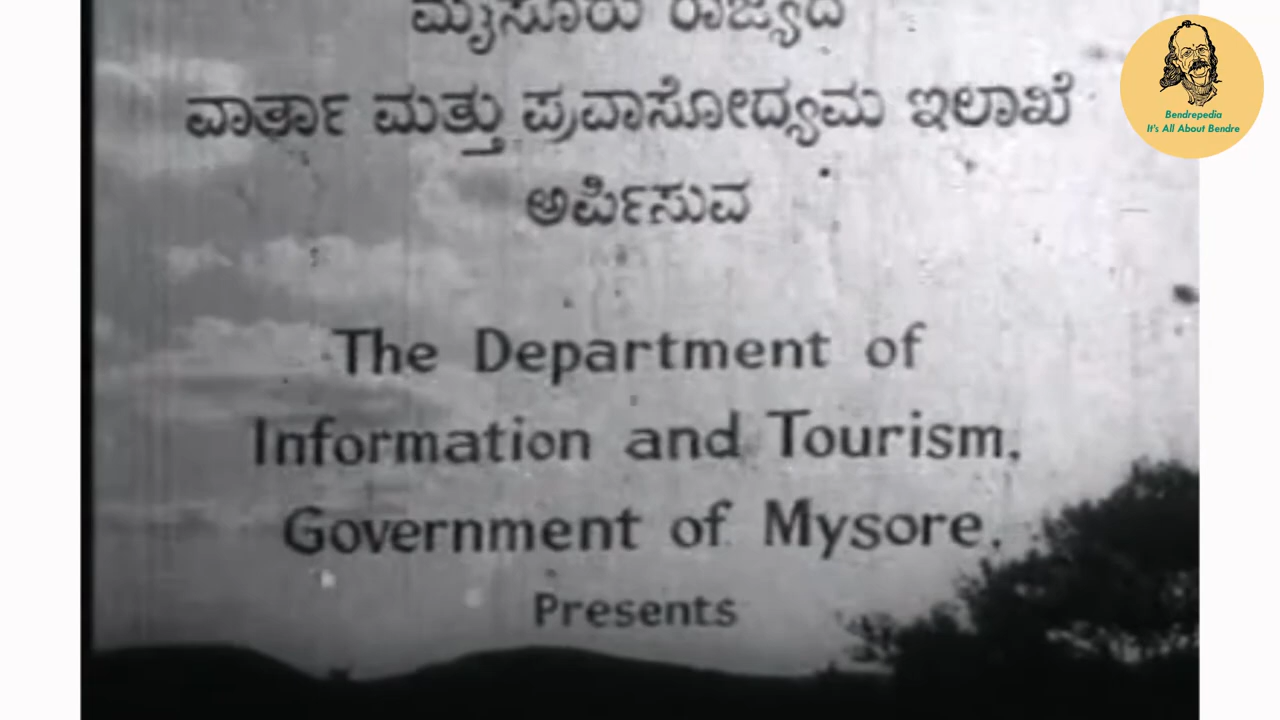 ಮೈಸೂರು ರಾಜ್ಯದ
ವಾರ್ತಾ ಮತ್ತು ಪ್ರವಾಸೋದ್ಯಮ ಇಲಾಖೆ
ಅರ್ಪಿಸುವ
The Department of
Information and Tourism,
Government of Mysore,
Presents
Bendrepedia
It's All About Bendre